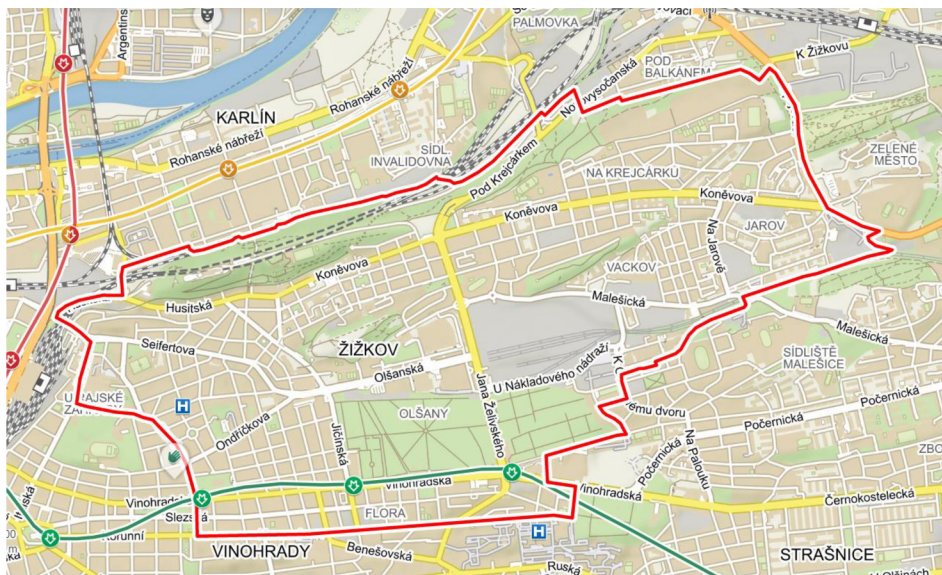 Argentins
PALMOVKA
K Žižkovu
POD
BALKÁNEM
Rohanské nábřeží
Novovysočanská
KARLÍN
Rohanské nábřeží
SÍDL.
INVALIDOVNA
ZELENÉ
MĚSTO
Pod Krejcárkem
NA KREJCÁRKU
Koněvova
Koněvova
Na Jarově
JAROV
Koněvova
VACKOV
Husitská
Malešická
Malešická
Seifertova
ŽIŽKOV
SÍDLIŠTĚ
MALEŠICE
Olšanská
U Nákladového nádraží
Jana Želivského
H
OLŠANY
Počernická
Ondříčkova
Jičínská
Počernická
Počernická
Na Palouku
ZBO
Vinohradská
Vinohradská
Černokostelecká
Slezská
FLORA
Korunní
H
VINOHRADY
Benešovská
STRAŠNICE
Ruská